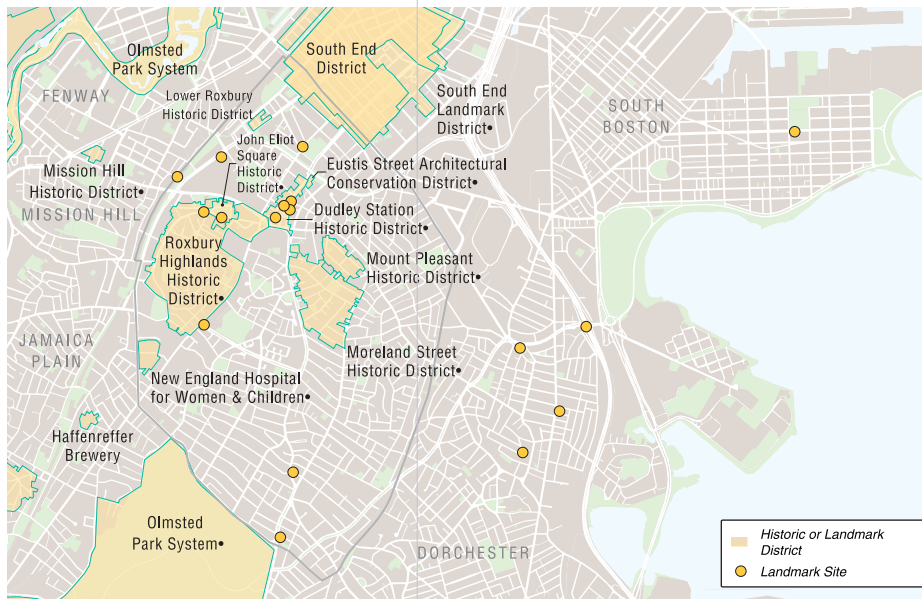 Olmsted
Park System
South End
District
FENWAY
Lower Roxbury
Historic District
South End
Landmark
District•
SOUTH
BOSTON
John Eliot
Square
Historic
District•
Mission Hill
Historic District•
MISSION HILL
Eustis Street Architectural
Conservation District•
Dudley Station
Historic District•
Roxbury
Highlands
Historic
District•
Mount Pleasant
Historic District•
JAMAICA
PLAIN
Moreland Street
Historic District•
New England Hospital
for Women & Children•
Haffenreffer
Brewery
Olmsted
Park System•
DORCHESTER
Historic or Landmark
District
Landmark Site